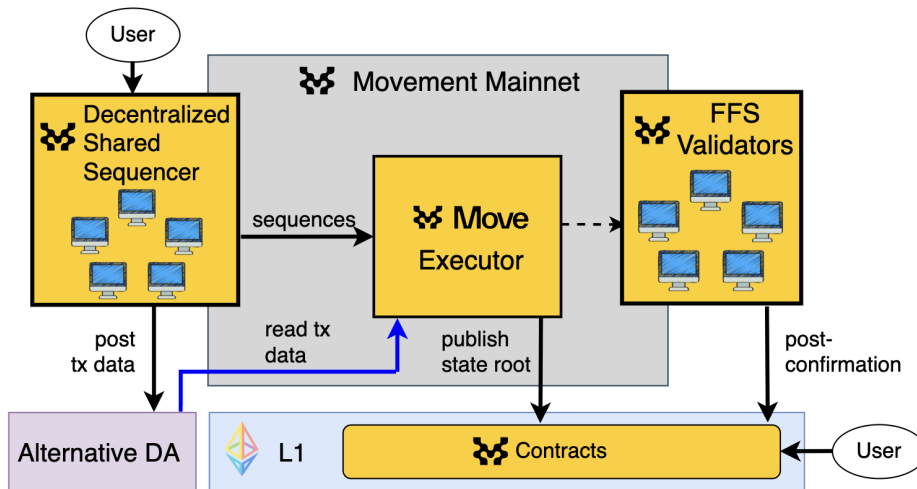 User
Movement Mainnet
Decentralized
Shared
Sequencer
FFS
Validators
sequences
Move
Executor
post
tx data
read tx
data
publish
state root
post-
confirmation
Alternative DA
L1
Contracts
User